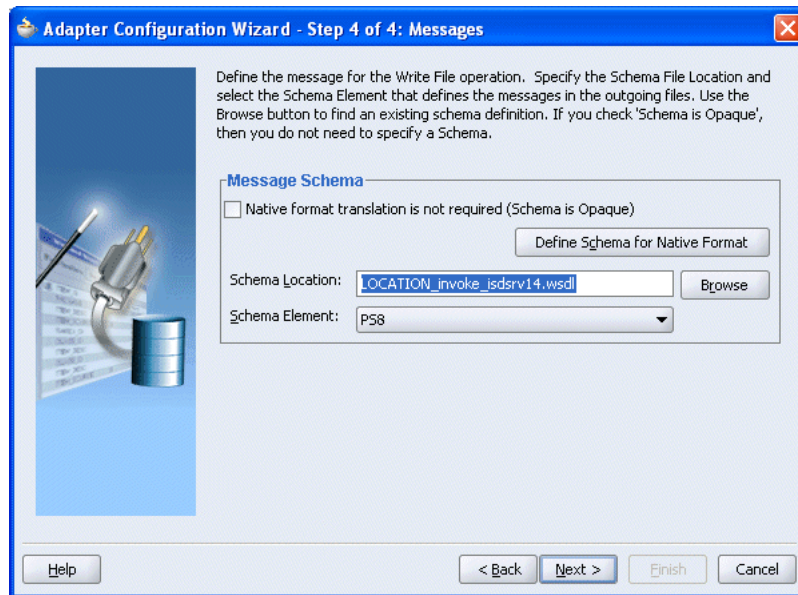 Adapter Configuration Wizard - Step 4 of 4: Messages
Define the message for the Write File operation. Specify the Schema File Location and
select the Schema Element that defines the messages in the outgoing files. Use the
Browse button to find an existing schema definition. If you check 'Schema is Opaque',
then you do not need to specify a Schema.
Message Schema
Native format translation is not required (Schema is Opaque)
Define Schema for Native Format
Schema Location: LOCATION_invoke_isdsrv14.wsdl Browse
Schema Element: PS8
Help < Back Next > Finish Cancel